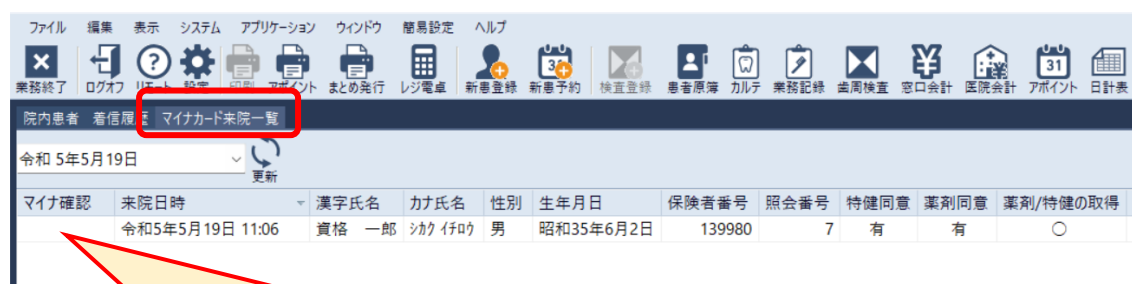 ファイル 編集 表示 システム アプリケーション ウィンドウ 簡易設定 ヘルプ
31 31
業務終了 ログオフ リモート 設定 印刷 アポイント まとめ発行 レジ電卓 新患登録 新患予約 検査登録 患者原簿 カルテ 業務記録 歯周検査 窓口会計 医院会計 アポイント 日計表
院内患者 着信履歴 マイナカード来院一覧
令和 5年5月19日 更新
マイナ確認 来院日時 漢字氏名 カナ氏名 性別 生年月日 保険者番号 照会番号 特健同意 薬剤同意 薬剤/特健の取得
令和5年5月19日 11:06 資格 一郎 シカク イチロウ 男 昭和35年6月2日 139980 7 有 有 ○